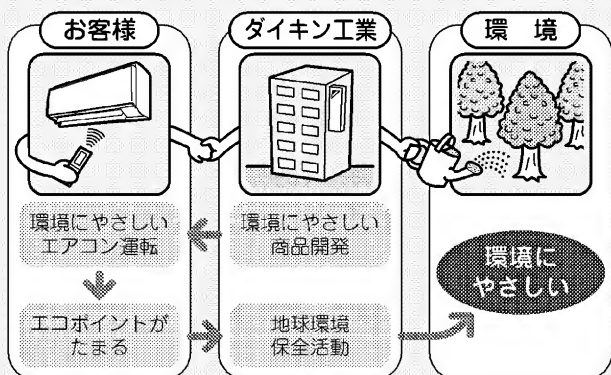 お客様
ダイキン工業
環 境
環境にやさしい
エアコン運転
環境にやさしい
商品開発
環境に
やさしい
エコポイントが
たまる
地球環境
保全活動